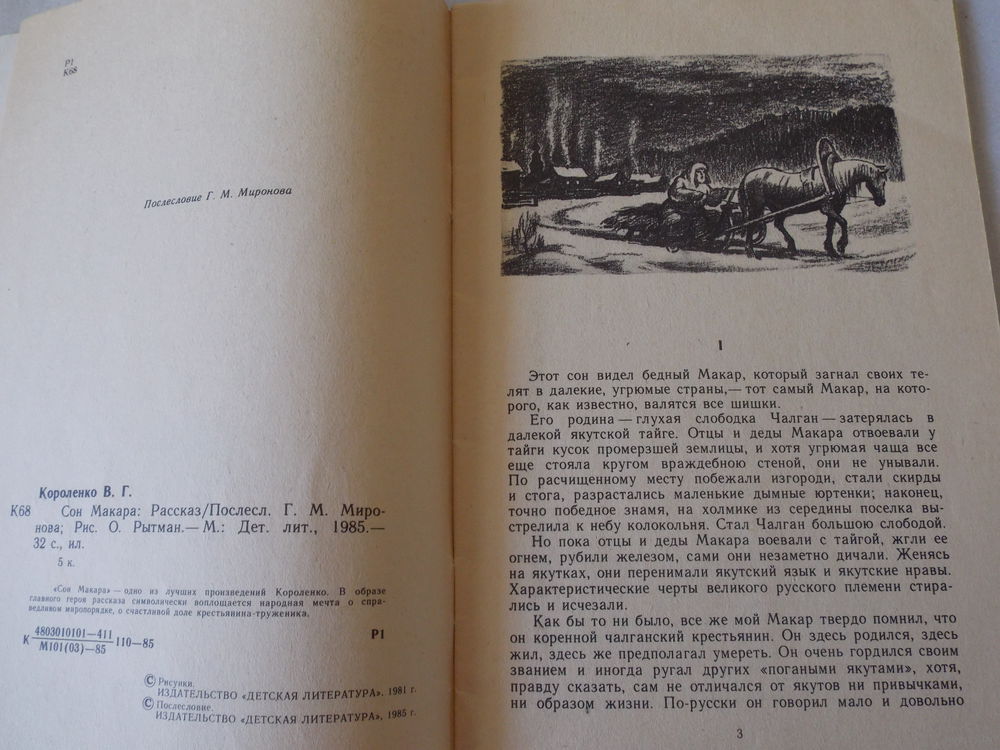 Р1
К68
Послесловие Г. М. Миронова
Короленко В. Г.
К68 Сон Макара: Рассказ/Послесл. Г. М. Миро-
нова; Рис. О. Рытман.— М.: Дет. лит., 1985.—
32 с., ил.
5 к.
«Сон Макара» — одно из лучших произведений Короленко. В образе
главного героя рассказа символически воплощается народная мечта о спра-
ведливом миропорядке, о счастливой доле крестьянина-труженика.
К 4803010101—411
М101(03)—85 110—85 Р1
© Рисунки.
ИЗДАТЕЛЬСТВО «ДЕТСКАЯ ЛИТЕРАТУРА», 1981 г.
© Послесловие.
ИЗДАТЕЛЬСТВО «ДЕТСКАЯ ЛИТЕРАТУРА», 1985 г.
I
Этот сон видел бедный Макар, который загнал своих те-
лят в далекие, угрюмые страны,— тот самый Макар, на кото-
рого, как известно, валятся все шишки.
Его родина — глухая слободка Чалган — затерялась в
далекой якутской тайге. Отцы и деды Макара отвоевали у
тайги кусок промерзшей землицы, и хотя угрюмая чаща все
еще стояла кругом враждебною стеной, они не унывали.
По расчищенному месту побежали изгороди, стали скирды
и стога, разрастались маленькие дымные юртенки; наконец,
точно победное знамя, на холмике из середины поселка вы-
стрелила к небу колокольня. Стал Чалган большою слободой.
Но пока отцы и деды Макара воевали с тайгой, жгли ее
огнем, рубили железом, сами они незаметно дичали. Женясь
на якутках, они перенимали якутский язык и якутские нравы.
Характеристические черты великого русского племени стира-
лись и исчезали.
Как бы то ни было, все же мой Макар твердо помнил, что
он коренной чалганский крестьянин. Он здесь родился, здесь
жил, здесь же предполагал умереть. Он очень гордился своим
званием и иногда ругал других «погаными якутами», хотя,
правду сказать, сам не отличался от якутов ни привычками,
ни образом жизни. По-русски он говорил мало и довольно
3